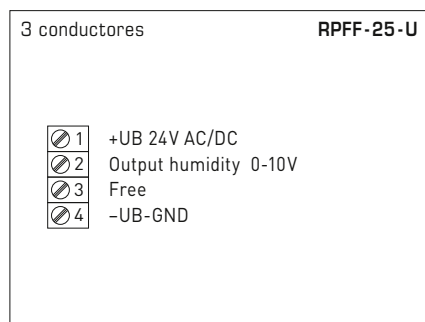 3 conductores RPFF-25-U
1 +UB 24V AC/DC
2 Output humidity 0-10V
3 Free
4 –UB-GND